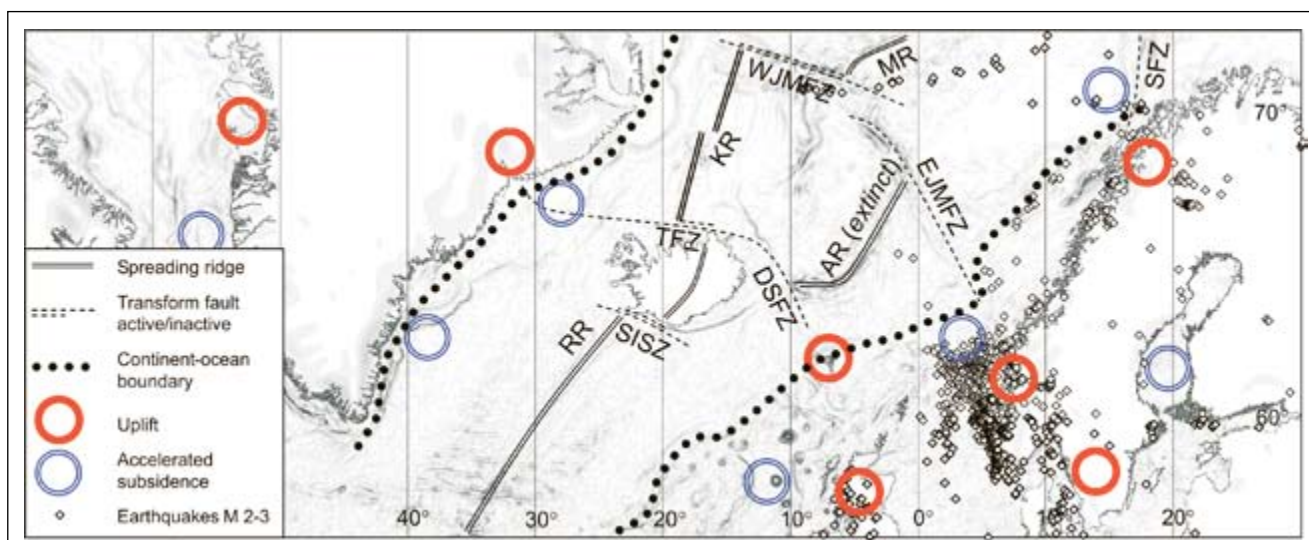 WJMFZ
MR
SFZ
70°
KR
EJMFZ
AR (extinct)
TFZ
DSFZ
RR
SISZ
60°
Spreading ridge
Transform fault
active/inactive
Continent-ocean
boundary
Uplift
Accelerated
subsidence
Earthquakes M 2-3
40°
30°
20°
10°
0°
10
20°